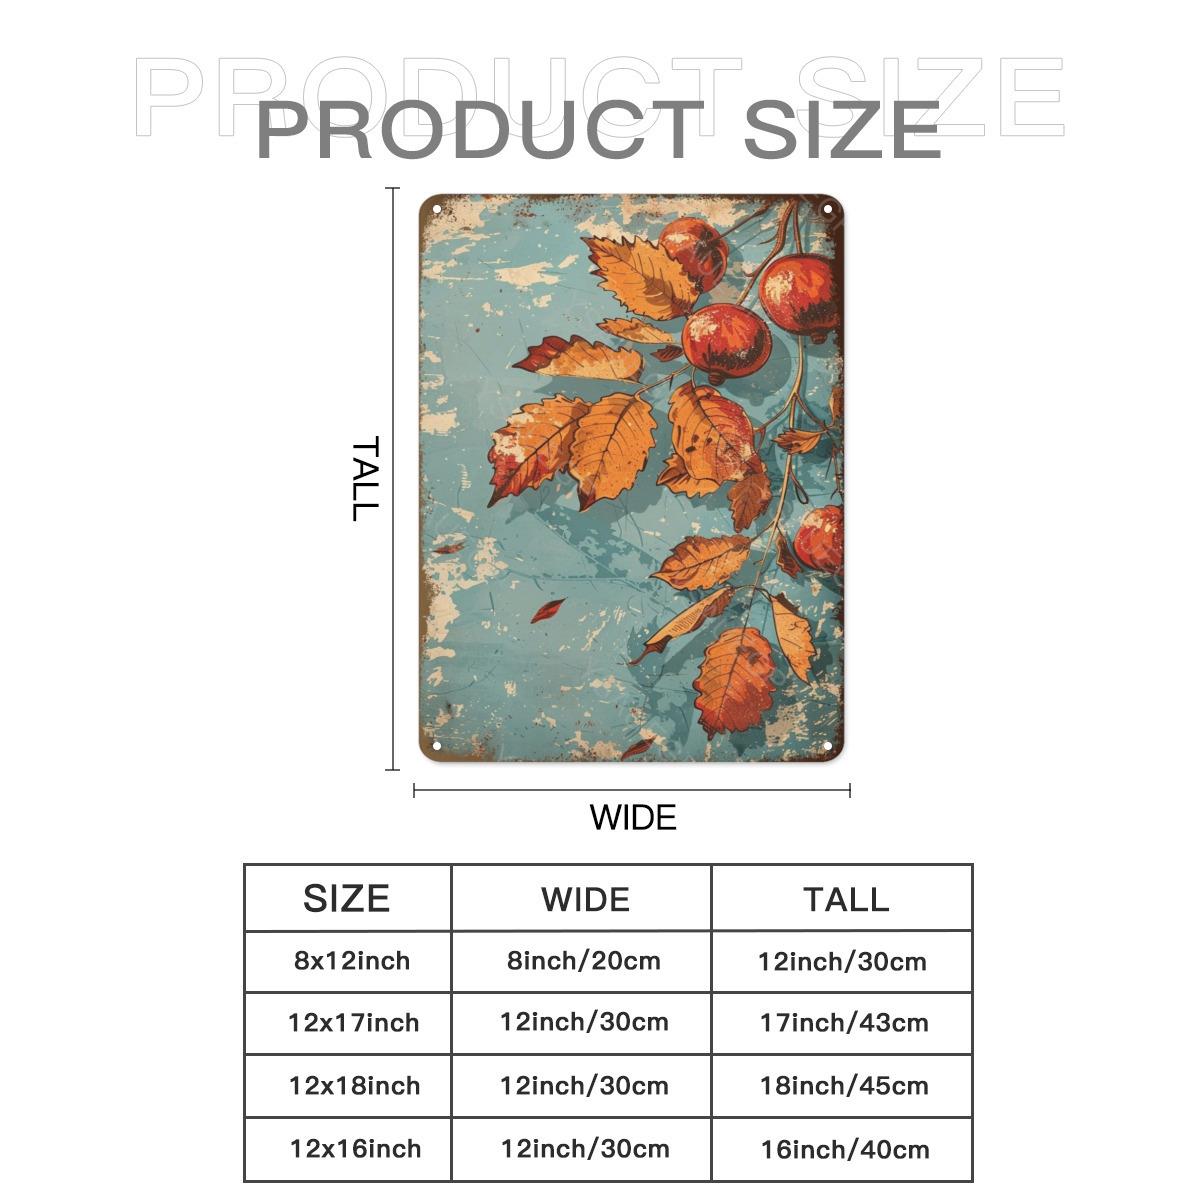 PRODUCT SIZE
PRODUCT SIZE
TALL
WIDE
SIZE WIDE TALL
8x12inch 8inch/20cm 12inch/30cm
12x17inch 12inch/30cm 17inch/43cm
12x18inch 12inch/30cm 18inch/45cm
12x16inch 12inch/30cm 16inch/40cm